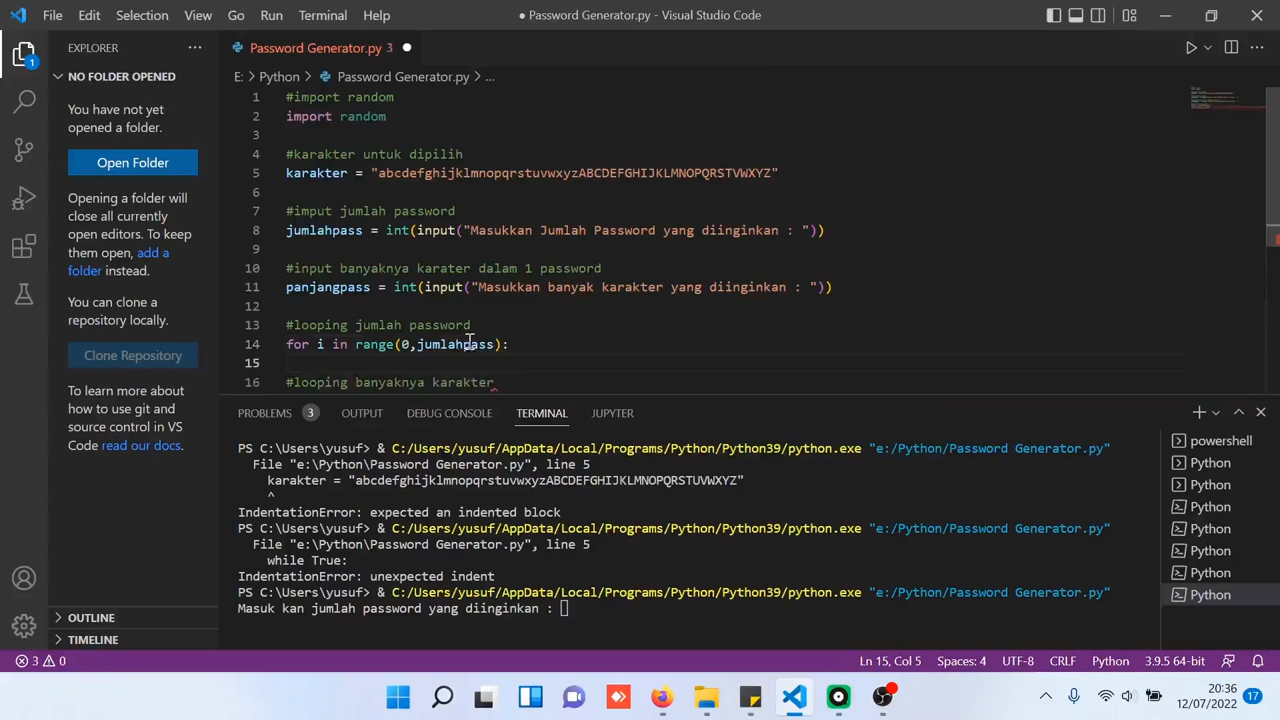 File Edit Selection View Go Run Terminal Help
● Password Generator.py - Visual Studio Code
EXPLORER
NO FOLDER OPENED
You have not yet
opened a folder.
Open Folder
Opening a folder will
close all currently
open editors. To keep
them open, add a
folder instead.
You can clone a
repository locally.
Clone Repository
To learn more about
how to use git and
source control in VS
Code read our docs.
OUTLINE
TIMELINE
1
Password Generator.py 3 ●
E: > Python > Password Generator.py > ...
1 #import random
2 import random
3
4 #karakter untuk dipilih
5 karakter = "abcdefghijklmnopqrstuvwxyzABCDEFGHIJKLMNOPQRSTVWXYZ"
6
7 #imput jumlah password
8 jumlahpass = int(input("Masukkan Jumlah Password yang diinginkan : "))
9
10 #input banyaknya karater dalam 1 password
11 panjangpass = int(input("Masukkan banyak karakter yang diinginkan : "))
12
13 #looping jumlah password
14 for i in range(0,jumlahpass):
15
16 #looping banyaknya karakter
PROBLEMS 3 OUTPUT DEBUG CONSOLE TERMINAL JUPYTER
PS C:\Users\yusuf> & C:/Users/yusuf/AppData/Local/Programs/Python/Python39/python.exe "e:/Python/Password Generator.py"
File "e:\Python\Password Generator.py", line 5
karakter = "abcdefghijklmnopqrstuvwxyzABCDEFGHIJKLMNOPQRSTUVWXYZ"
^
IndentationError: expected an indented block
PS C:\Users\yusuf> & C:/Users/yusuf/AppData/Local/Programs/Python/Python39/python.exe "e:/Python/Password Generator.py"
File "e:\Python\Password Generator.py", line 5
while True:
IndentationError: unexpected indent
PS C:\Users\yusuf> & C:/Users/yusuf/AppData/Local/Programs/Python/Python39/python.exe "e:/Python/Password Generator.py"
Masuk kan jumlah password yang diinginkan :
powershell
Python
Python
Python
Python
Python
Python
Python
3 0
Ln 15, Col 5 Spaces: 4 UTF-8 CRLF Python 3.9.5 64-bit
20:36
12/07/2022
17